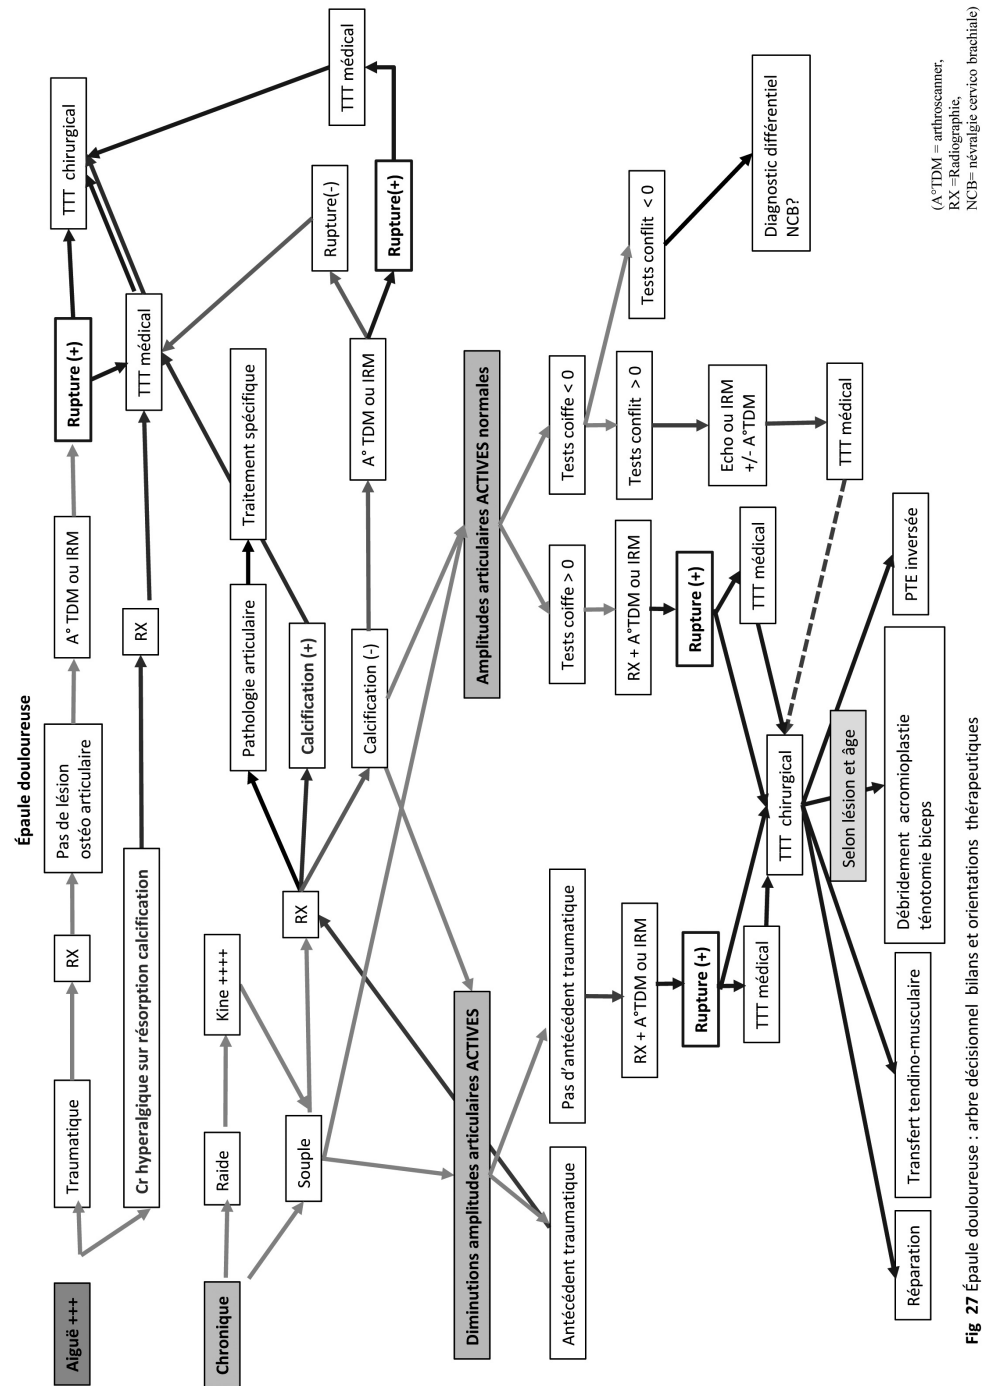 Épaule douloureuse
Aiguë +++
Traumatique
RX
Pas de lésion
ostéo articulaire
A° TDM ou IRM
Rupture (+)
TTT chirurgical
Cr hyperalgique sur résorption calcification
RX
TTT médical
TTT médical
Chronique
Raide
Kine ++++
Souple
RX
Pathologie articulaire
Traitement spécifique
Calcification (+)
Calcification (-)
A° TDM ou IRM
Rupture(-)
Rupture(+)
Diminutions amplitudes articulaires ACTIVES
Amplitudes articulaires ACTIVES normales
Antécédent traumatique
Pas d’antécédent traumatique
Tests coiffe > 0
Tests coiffe < 0
RX + A°TDM ou IRM
RX + A°TDM ou IRM
Tests conflit > 0
Tests conflit < 0
Rupture (+)
Rupture (+)
Echo ou IRM
+/- A°TDM
Diagnostic différentiel
NCB?
TTT médical
TTT chirurgical
TTT médical
TTT médical
Selon lésion et âge
Réparation
Transfert tendino-musculaire
Débridement acromioplastie
ténotomie biceps
PTE inversée
(A°TDM = arthroscanner,
RX =Radiographie,
NCB= névralgie cervico brachiale)
Fig 27 Épaule douloureuse : arbre décisionnel bilans et orientations thérapeutiques